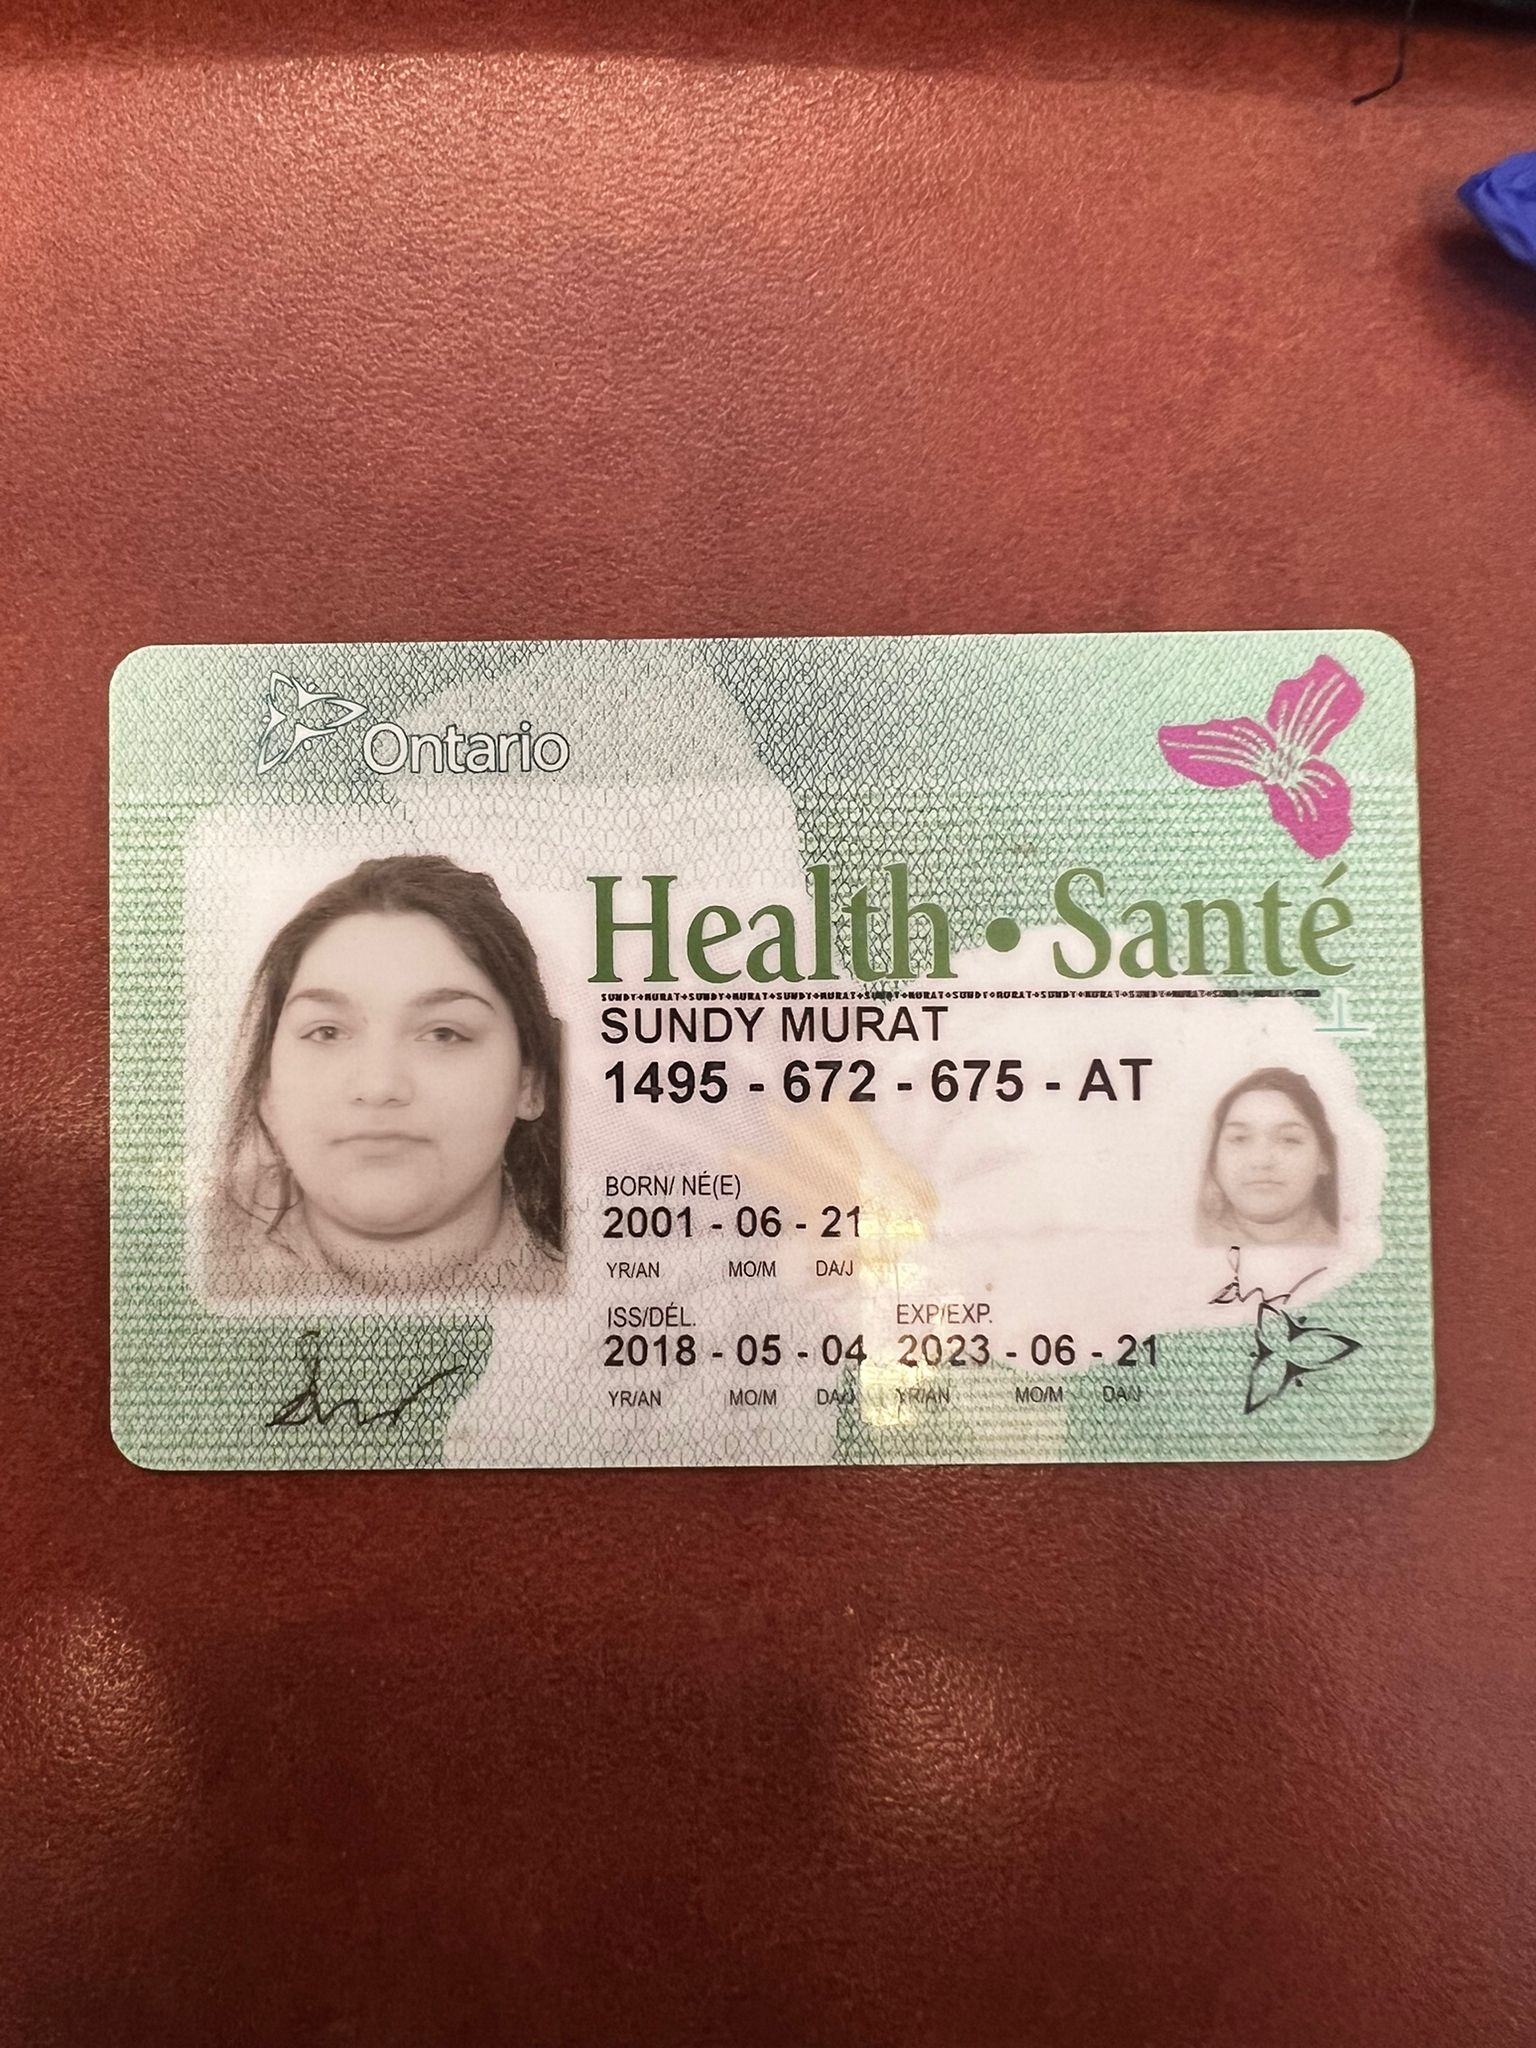 Ontario
Health • Santé
SUNDY MURAT
1495 - 672 - 675 - AT
BORN/ NÉ(E)
2001 - 06 - 21
YR/AN MO/M DA/J
ISS/DÉL. EXP/EXP.
2018 - 05 - 04 2023 - 06 - 21
YR/AN MO/M DA/J YR/AN MO/M DA/J